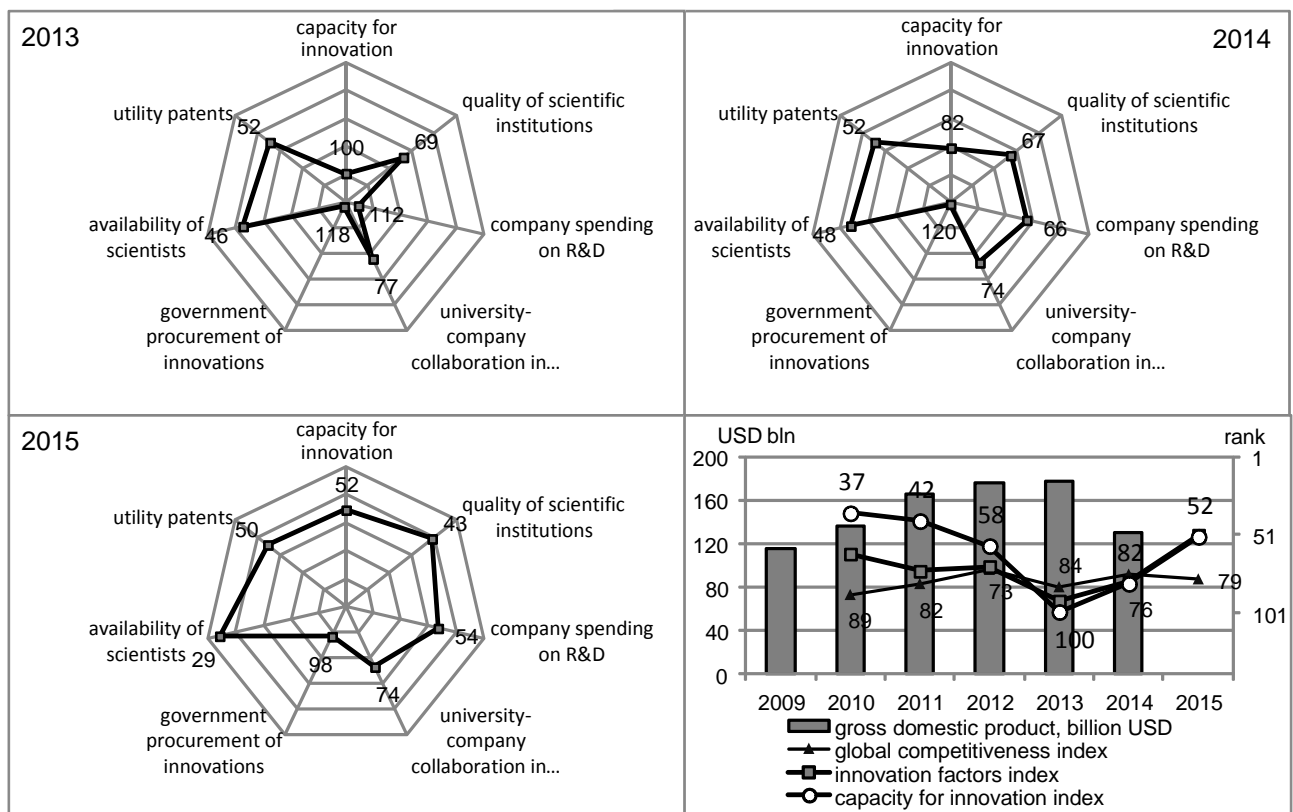 2013
capacity for
innovation
utility patents
quality of scientific
institutions
52
100
69
availability of
scientists
46
118
112
company spending
on R&D
77
government
procurement of
innovations
university-
company
collaboration in...
2014
capacity for
innovation
utility patents
quality of scientific
institutions
52
82
67
availability of
scientists
48
120
66
company spending
on R&D
74
government
procurement of
innovations
university-
company
collaboration in...
2015
capacity for
innovation
52
utility patents
quality of scientific
institutions
50
43
availability of
scientists
29
98
54
company spending
on R&D
74
government
procurement of
innovations
university-
company
collaboration in...
USD bln
rank
200
160
120
80
40
0
1
51
101
37
42
58
52
89
82
73
84
100
82
76
79
2009 2010 2011 2012 2013 2014 2015
gross domestic product, billion USD
global competitiveness index
innovation factors index
capacity for innovation index